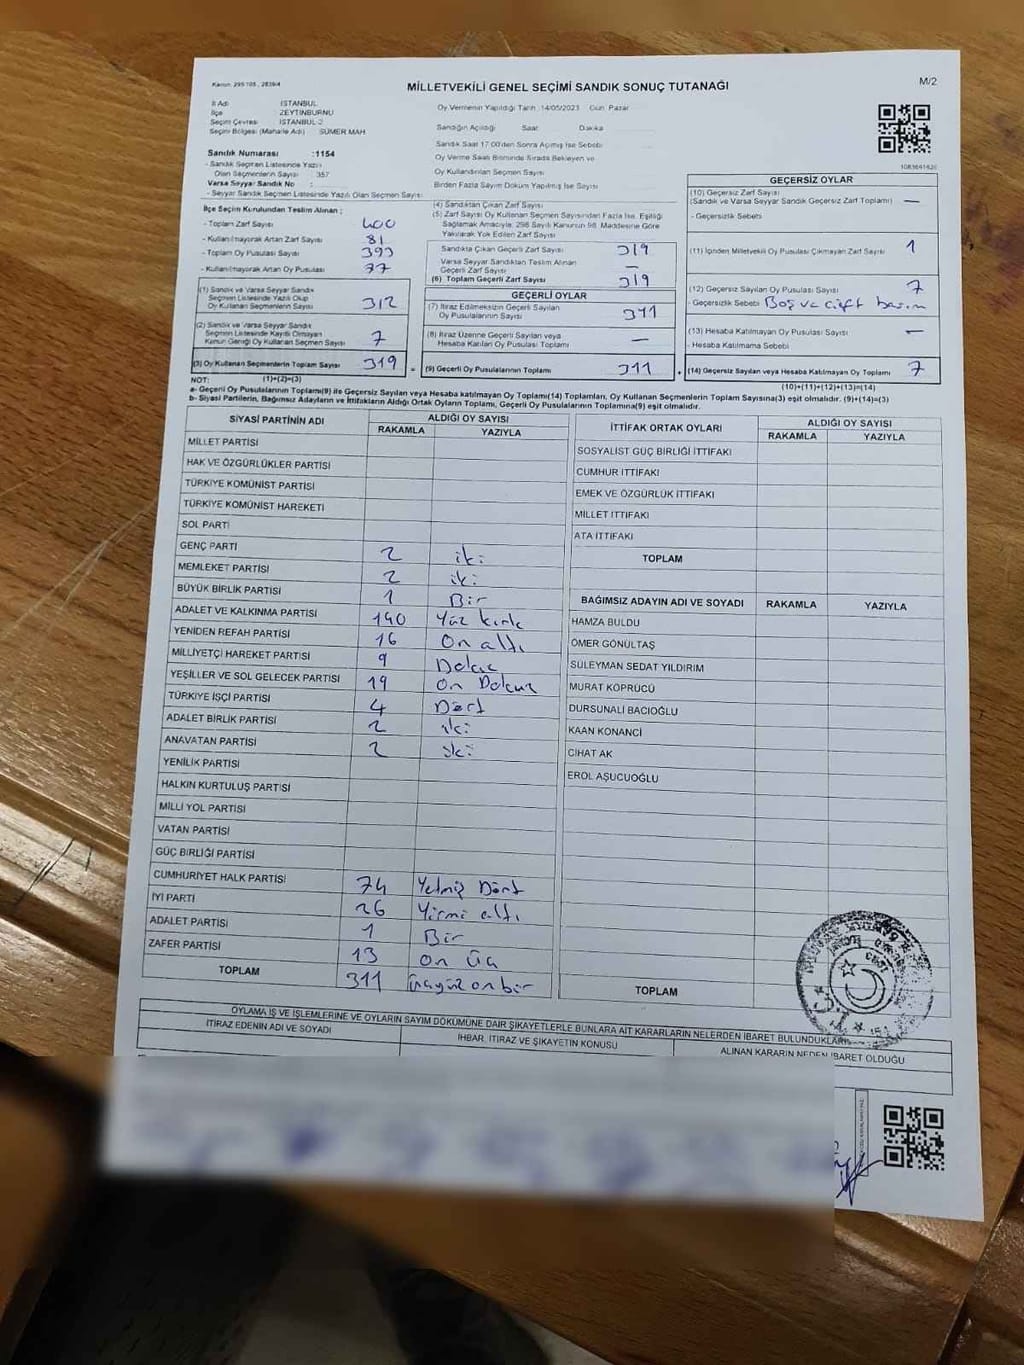 Kanun: 295/105 , 2839/4
MİLLETVEKİLİ GENEL SEÇİMİ SANDIK SONUÇ TUTANAĞI
M/2
İl Adı İSTANBUL
İlçe ZEYTİNBURNU
Seçim Çevresi İSTANBUL-2
Seçim Bölgesi (Mahalle Adı) SÜMER MAH.
Oy Vermenin Yapıldığı Tarih :14/05/2023 Gün: Pazar
Sandığın Açıldığı Saat Dakika
Sandık Saat 17:00'den Sonra Açılmış İse Sebebi
Oy Verme Saati Bitiminde Sırada Bekleyen ve
Oy Kullandırılan Seçmen Sayısı
Birden Fazla Sayım Döküm Yapılmış İse Sayısı
Sandık Numarası :1154
- Sandık Seçmen Listesinde Yazılı
Olan Seçmenlerin Sayısı :357
Varsa Seyyar Sandık No :
- Seyyar Sandık Seçmen Listesinde Yazılı Olan Seçmen Sayısı:
İlçe Seçim Kurulundan Teslim Alınan ;
- Toplam Zarf Sayısı 400
- Kullanılmayarak Artan Zarf Sayısı 81
- Toplam Oy Pusulası Sayısı 393
- Kullanılmayarak Artan Oy Pusulası 77
(1) Sandık ve Varsa Seyyar Sandık
Seçmen Listesinde Yazılı Olup
Oy Kullanan Seçmenlerin Sayısı 312
(2) Sandık ve Varsa Seyyar Sandık
Seçmen Listesinde Kayıtlı Olmayan
Kanun Gereği Oy Kullanan Seçmen Sayısı 7
(3) Oy Kullanan Seçmenlerin Toplam Sayısı 319
(1)+(2)=(3)
(4) Sandıktan Çıkan Zarf Sayısı
(5) Zarf Sayısı Oy Kullanan Seçmen Sayısından Fazla İse, Eşitliği
Sağlamak Amacıyla; 298 Sayılı Kanunun 98. Maddesine Göre
Yakılarak Yok Edilen Zarf Sayısı
Sandıkta Çıkan Geçerli Zarf Sayısı 319
Varsa Seyyar Sandıktan Teslim Alınan
Geçerli Zarf Sayısı —
(6) Toplam Geçerli Zarf Sayısı 319
GEÇERLİ OYLAR
(7) İtiraz Edilmeksizin Geçerli Sayılan
Oy Pusulalarının Sayısı 311
(8) İtiraz Üzerine Geçerli Sayılan veya
Hesaba Katılan Oy Pusulası Toplamı —
= (9) Geçerli Oy Pusulalarının Toplamı 311
1083691620
GEÇERSİZ OYLAR
(10) Geçersiz Zarf Sayısı
(Sandık ve Varsa Seyyar Sandık Geçersiz Zarf Toplamı) —
- Geçersizlik Sebebi
(11) İçinden Milletvekili Oy Pusulası Çıkmayan Zarf Sayısı 1
(12) Geçersiz Sayılan Oy Pusulası Sayısı 7
- Geçersizlik Sebebi Boş ve çift basım
(13) Hesaba Katılmayan Oy Pusulası Sayısı —
- Hesaba Katılmama Sebebi
+ (14) Geçersiz Sayılan veya Hesaba Katılmayan Oy Toplamı 7
(10)+(11)+(12)+(13)=(14)
NOT:
a- Geçerli Oy Pusulalarının Toplamı(9) ile Geçersiz Sayılan veya Hesaba katılmayan Oy Toplamı(14) Toplamları, Oy Kullanan Seçmenlerin Toplam Sayısına(3) eşit olmalıdır. (9)+(14)=(3)
b- Siyasi Partilerin, Bağımsız Adayların ve İttifakların Aldığı Ortak Oyların Toplamı, Geçerli Oy Pusulalarının Toplamına(9) eşit olmalıdır.
SİYASİ PARTİNİN ADI ALDIĞI OY SAYISI
RAKAMLA YAZIYLA
MİLLET PARTİSİ
HAK VE ÖZGÜRLÜKLER PARTİSİ
TÜRKİYE KOMÜNİST PARTİSİ
TÜRKİYE KOMÜNİST HAREKETİ
SOL PARTİ
GENÇ PARTİ 2 iki
MEMLEKET PARTİSİ 2 iki
BÜYÜK BİRLİK PARTİSİ 1 Bir
ADALET VE KALKINMA PARTİSİ 140 Yüz kırk
YENİDEN REFAH PARTİSİ 16 On altı
MİLLİYETÇİ HAREKET PARTİSİ 9 Dokuz
YEŞİLLER VE SOL GELECEK PARTİSİ 19 On Dokuz
TÜRKİYE İŞÇİ PARTİSİ 4 Dört
ADALET BİRLİK PARTİSİ 2 iki
ANAVATAN PARTİSİ 2 iki
YENİLİK PARTİSİ
HALKIN KURTULUŞ PARTİSİ
MİLLİ YOL PARTİSİ
VATAN PARTİSİ
GÜÇ BİRLİĞİ PARTİSİ
CUMHURİYET HALK PARTİSİ 74 Yetmiş Dört
İYİ PARTİ 26 Yirmi altı
ADALET PARTİSİ 1 Bir
ZAFER PARTİSİ 13 on üç
TOPLAM 311 üçyüz on bir
İTTİFAK ORTAK OYLARI ALDIĞI OY SAYISI
RAKAMLA YAZIYLA
SOSYALİST GÜÇ BİRLİĞİ İTTİFAKI
CUMHUR İTTİFAKI
EMEK VE ÖZGÜRLÜK İTTİFAKI
MİLLET İTTİFAKI
ATA İTTİFAKI
TOPLAM
BAĞIMSIZ ADAYIN ADI VE SOYADI RAKAMLA YAZIYLA
HAMZA BULDU
ÖMER GÖNÜLTAŞ
SÜLEYMAN SEDAT YILDIRIM
MURAT KÖPRÜCÜ
DURSUNALİ BACIOĞLU
KAAN KONANCİ
CİHAT AK
EROL AŞUCUOĞLU
TOPLAM
OYLAMA İŞ VE İŞLEMLERİNE VE OYLARIN SAYIM DÖKÜMÜNE DAİR ŞİKAYETLERLE BUNLARA AİT KARARLARIN NELERDEN İBARET BULUNDUKLARI
İTİRAZ EDENİN ADI VE SOYADI İHBAR, İTİRAZ VE ŞİKAYETİN KONUSU ALINAN KARARIN NEDEN İBARET OLDUĞU